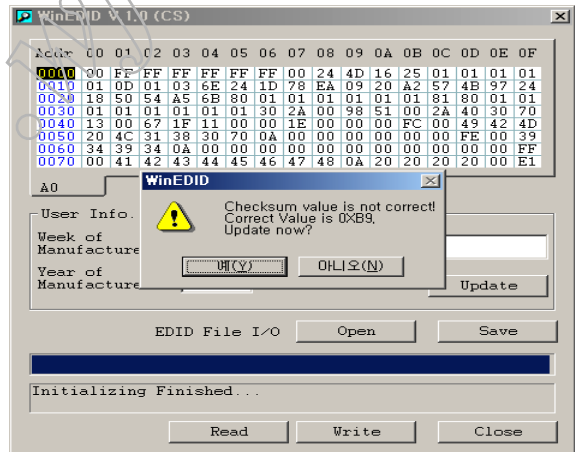 WinEDID V 1.0 (CS)
Addr 00 01 02 03 04 05 06 07 08 09 0A 0B 0C 0D 0E 0F
0000 00 FF FF FF FF FF FF 00 24 4D 16 25 01 01 01 01
0010 01 0D 01 03 6E 24 1D 78 EA 09 20 A2 57 4B 97 24
0020 18 50 54 A5 6B 80 01 01 01 01 01 01 81 80 01 01
0030 01 01 01 01 01 01 30 2A 00 98 51 00 2A 40 30 70
0040 13 00 67 1F 11 00 00 1E 00 00 00 FC 00 49 42 4D
0050 20 4C 31 38 30 70 0A 00 00 00 00 00 00 FE 00 39
0060 34 39 34 0A 00 00 00 00 00 00 00 00 00 00 00 FF
0070 00 41 42 43 44 45 46 47 48 0A 20 20 20 20 00 E1
A0
WinEDID
Checksum value is not correct!
Correct Value is 0XB9,
Update now?
예(Y) 아니오(N)
User Info.
Week of
Manufacture
Year of
Manufacture
Update
EDID File I/O Open Save
Initializing Finished...
Read Write Close